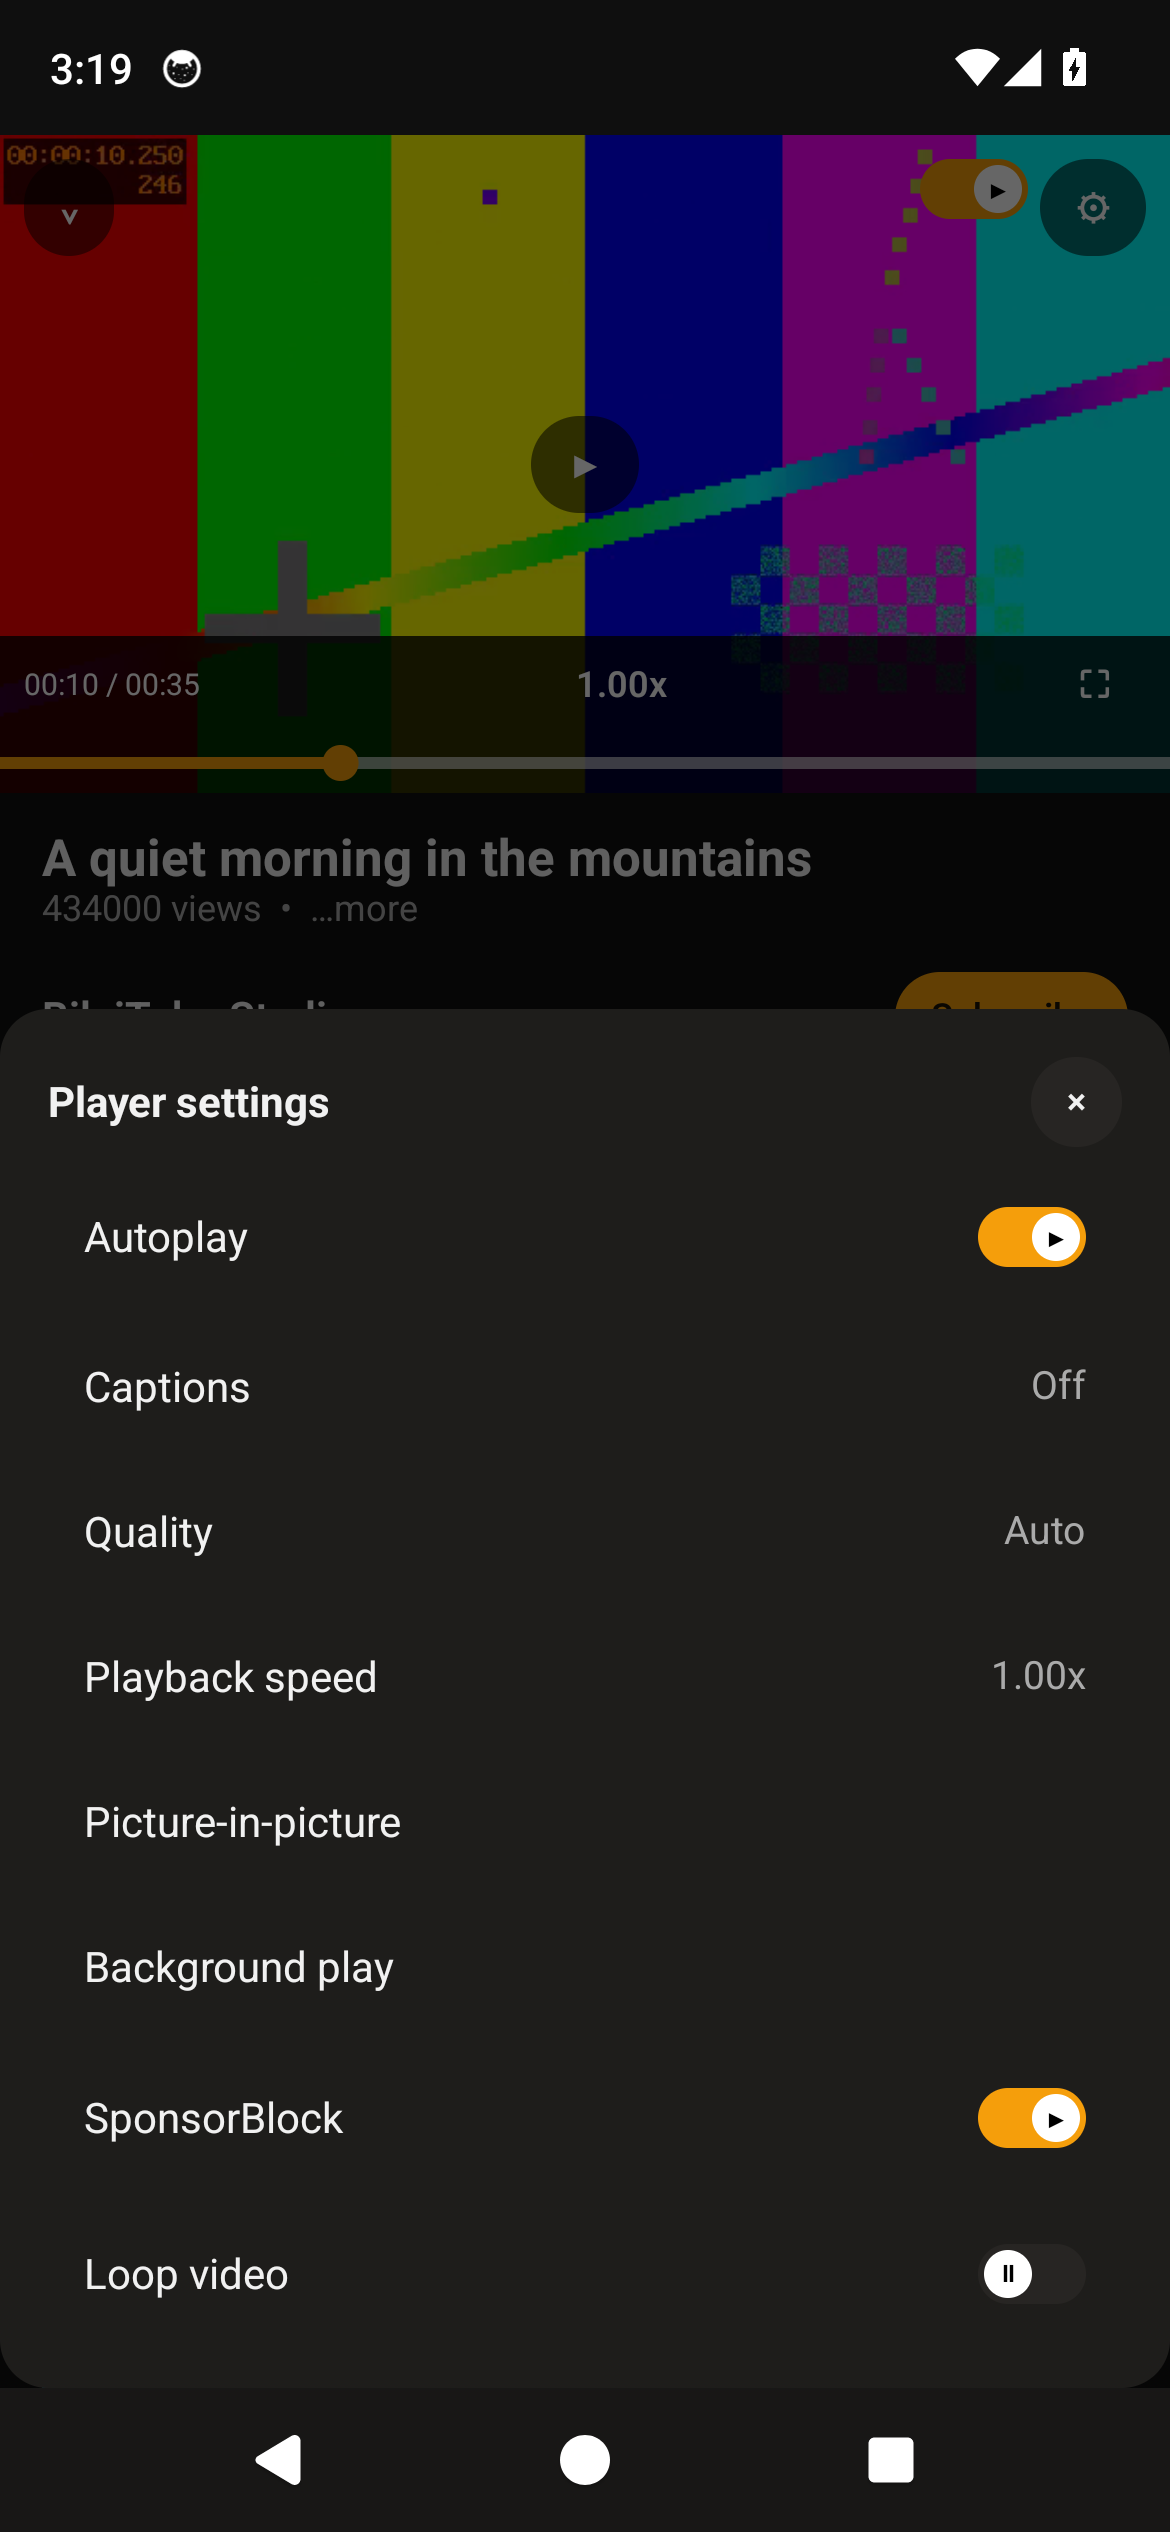 3:19
00:00:10.250
246
00:10 / 00:35
1.00x
A quiet morning in the mountains
434000 views • …more
Player settings
Autoplay
Captions
Off
Quality
Auto
Playback speed
1.00x
Picture-in-picture
Background play
SponsorBlock
Loop video